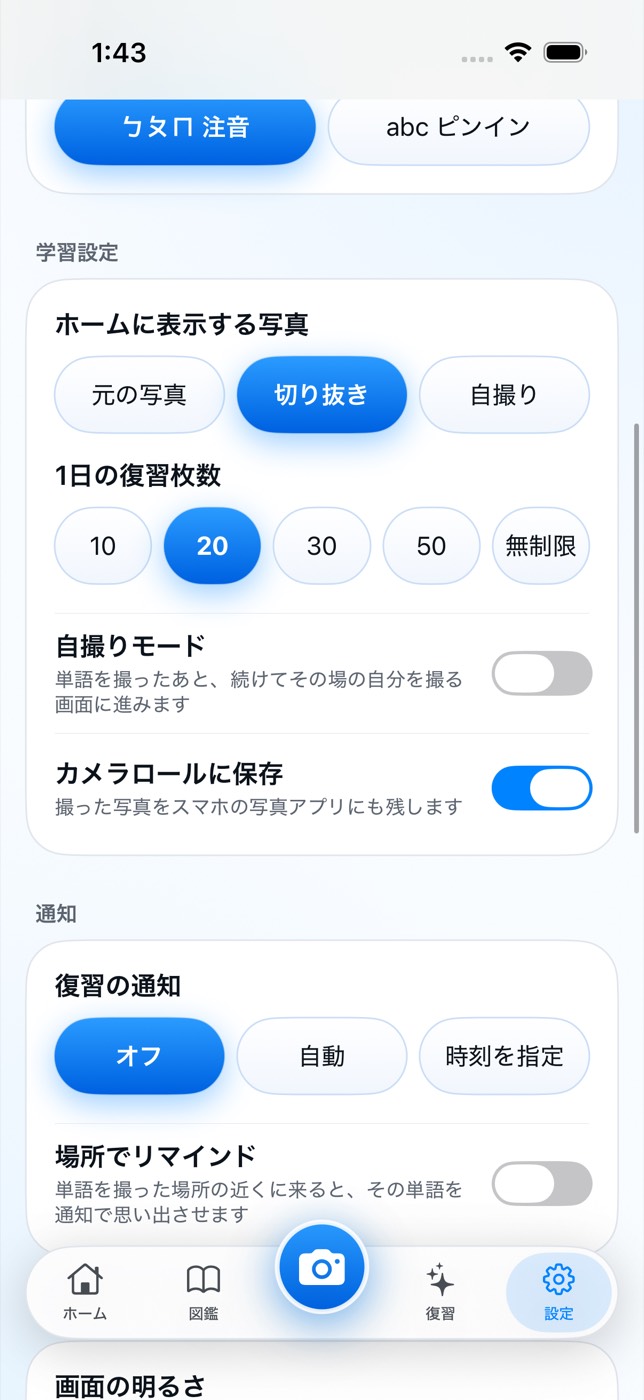 1:43
ㄅㄆㄇ 注音
abc ピンイン
学習設定
ホームに表示する写真
元の写真
切り抜き
自撮り
1日の復習枚数
10
20
30
50
無制限
自撮りモード
単語を撮ったあと、続けてその場の自分を撮る
画面に進みます
カメラロールに保存
撮った写真をスマホの写真アプリにも残します
通知
復習の通知
オフ
自動
時刻を指定
場所でリマインド
単語を撮った場所の近くに来ると、その単語を
通知で思い出させます
ホーム
図鑑
復習
設定
画面の明るさ